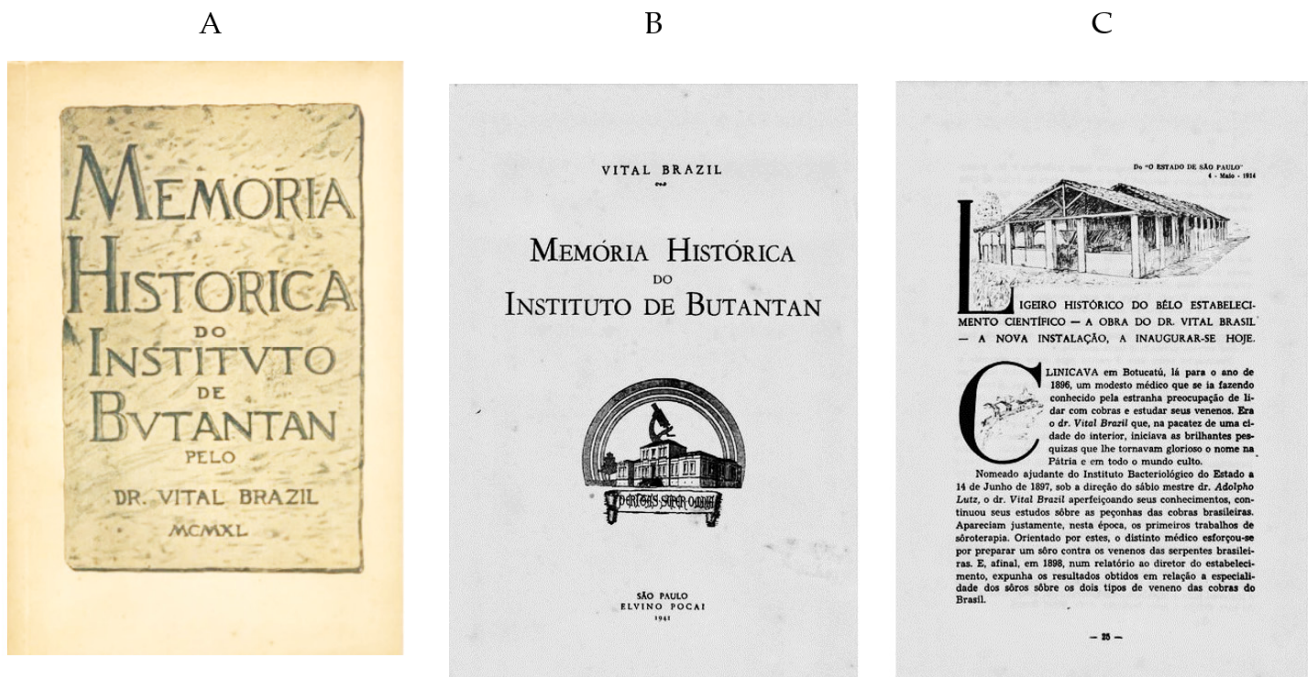 A
B
C
MEMORIA
HISTORICA
DO
INSTITVTO
DE
BVTANTAN
PELO
DR. VITAL BRAZIL
MCMXL
VITAL BRAZIL
MEMÓRIA HISTÓRICA
DO
INSTITUTO DE BUTANTAN
SUPER OMNIA
SÃO PAULO
ELVINO POCAI
1941
Do "O ESTADO DE SÃO PAULO"
4 - Maio - 1914
LIGEIRO HISTÓRICO DO BÉLO ESTABELECI-
MENTO CIENTÍFICO — A OBRA DO DR. VITAL BRASIL
— A NOVA INSTALAÇÃO, A INAUGURAR-SE HOJE.
CLINICAVA em Botucatú, lá para o ano de
1896, um modesto médico que se ia fazendo
conhecido pela estranha preocupação de li-
dar com cobras e estudar seus venenos. Era
o dr. Vital Brazil que, na pacatez de uma ci-
dade do interior, iniciava as brilhantes pes-
quizas que lhe tornavam glorioso o nome na
Pátria e em todo o mundo culto.
Nomeado ajudante do Instituto Bacteriológico do Estado a
14 de Junho de 1897, sob a direção do sábio mestre dr. Adolpho
Lutz, o dr. Vital Brazil aperfeiçoando seus conhecimentos, con-
tinuou seus estudos sôbre as peçonhas das cobras brasileiras.
Apareciam justamente, nesta época, os primeiros trabalhos de
sôroterapia. Orientado por estes, o distinto médico esforçou-se
por preparar um sôro contra os venenos das serpentes brasilei-
ras. E, afinal, em 1898, num relatório ao diretor do estabeleci-
mento, expunha os resultados obtidos em relação a especiali-
dade dos sôros sôbre os dois tipos de veneno das cobras do
Brasil.
— 25 —